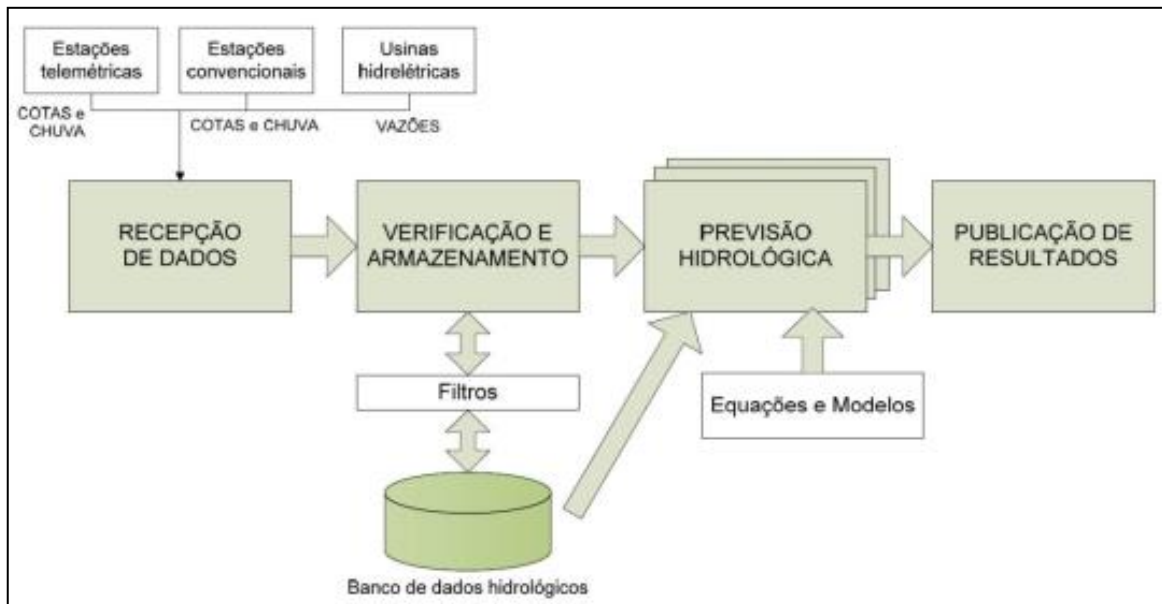 Estações
telemétricas
Estações
convencionais
Usinas
hidrelétricas
COTAS e
CHUVA
COTAS e CHUVA
VAZÕES
RECEPÇÃO
DE DADOS
VERIFICAÇÃO E
ARMAZENAMENTO
PREVISÃO
HIDROLÓGICA
PUBLICAÇÃO DE
RESULTADOS
Filtros
Equações e Modelos
Banco de dados hidrológicos